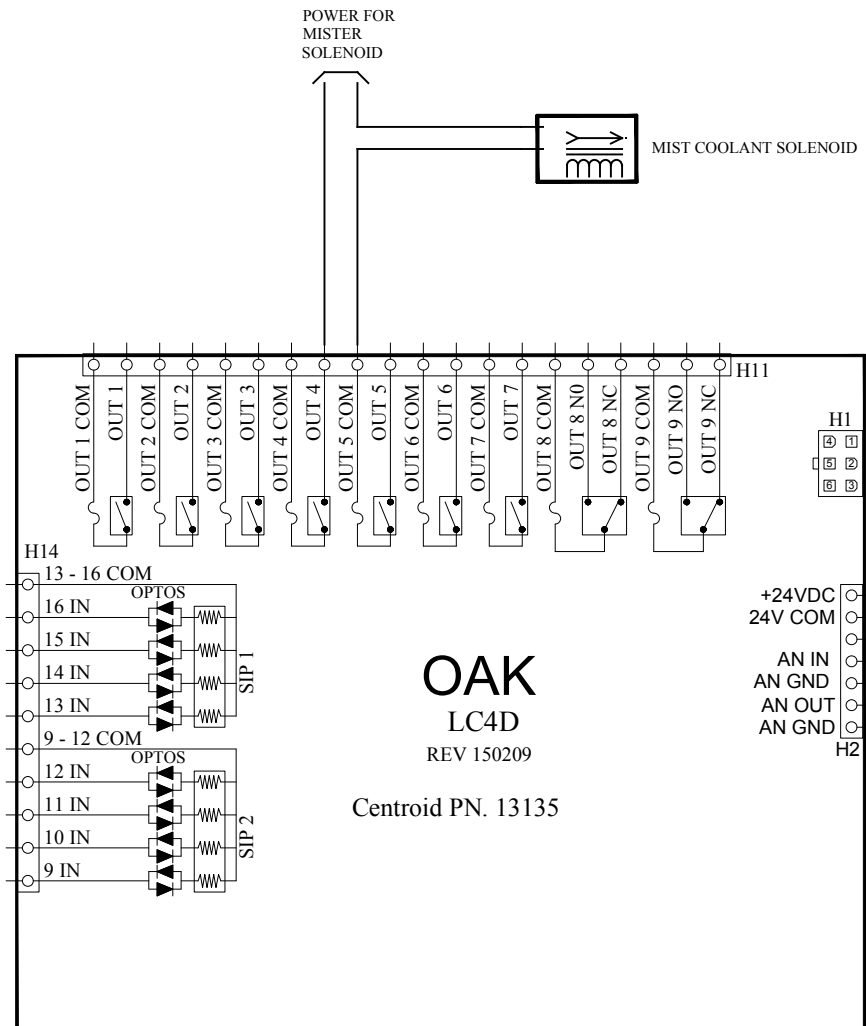 POWER FOR
MISTER
SOLENOID
MIST COOLANT SOLENOID
H11
OUT 1 COM
OUT 1
OUT 2 COM
OUT 2
OUT 3 COM
OUT 3
OUT 4 COM
OUT 4
OUT 5 COM
OUT 5
OUT 6 COM
OUT 6
OUT 7 COM
OUT 7
OUT 8 COM
OUT 8 N0
OUT 8 NC
OUT 9 COM
OUT 9 NO
OUT 9 NC
H1
4 1
5 2
6 3
H14
13 - 16 COM
OPTOS
16 IN
15 IN
14 IN
13 IN
SIP 1
9 - 12 COM
OPTOS
12 IN
11 IN
10 IN
9 IN
SIP 2
OAK
LC4D
REV 150209
Centroid PN. 13135
+24VDC
24V COM
AN IN
AN GND
AN OUT
AN GND
H2